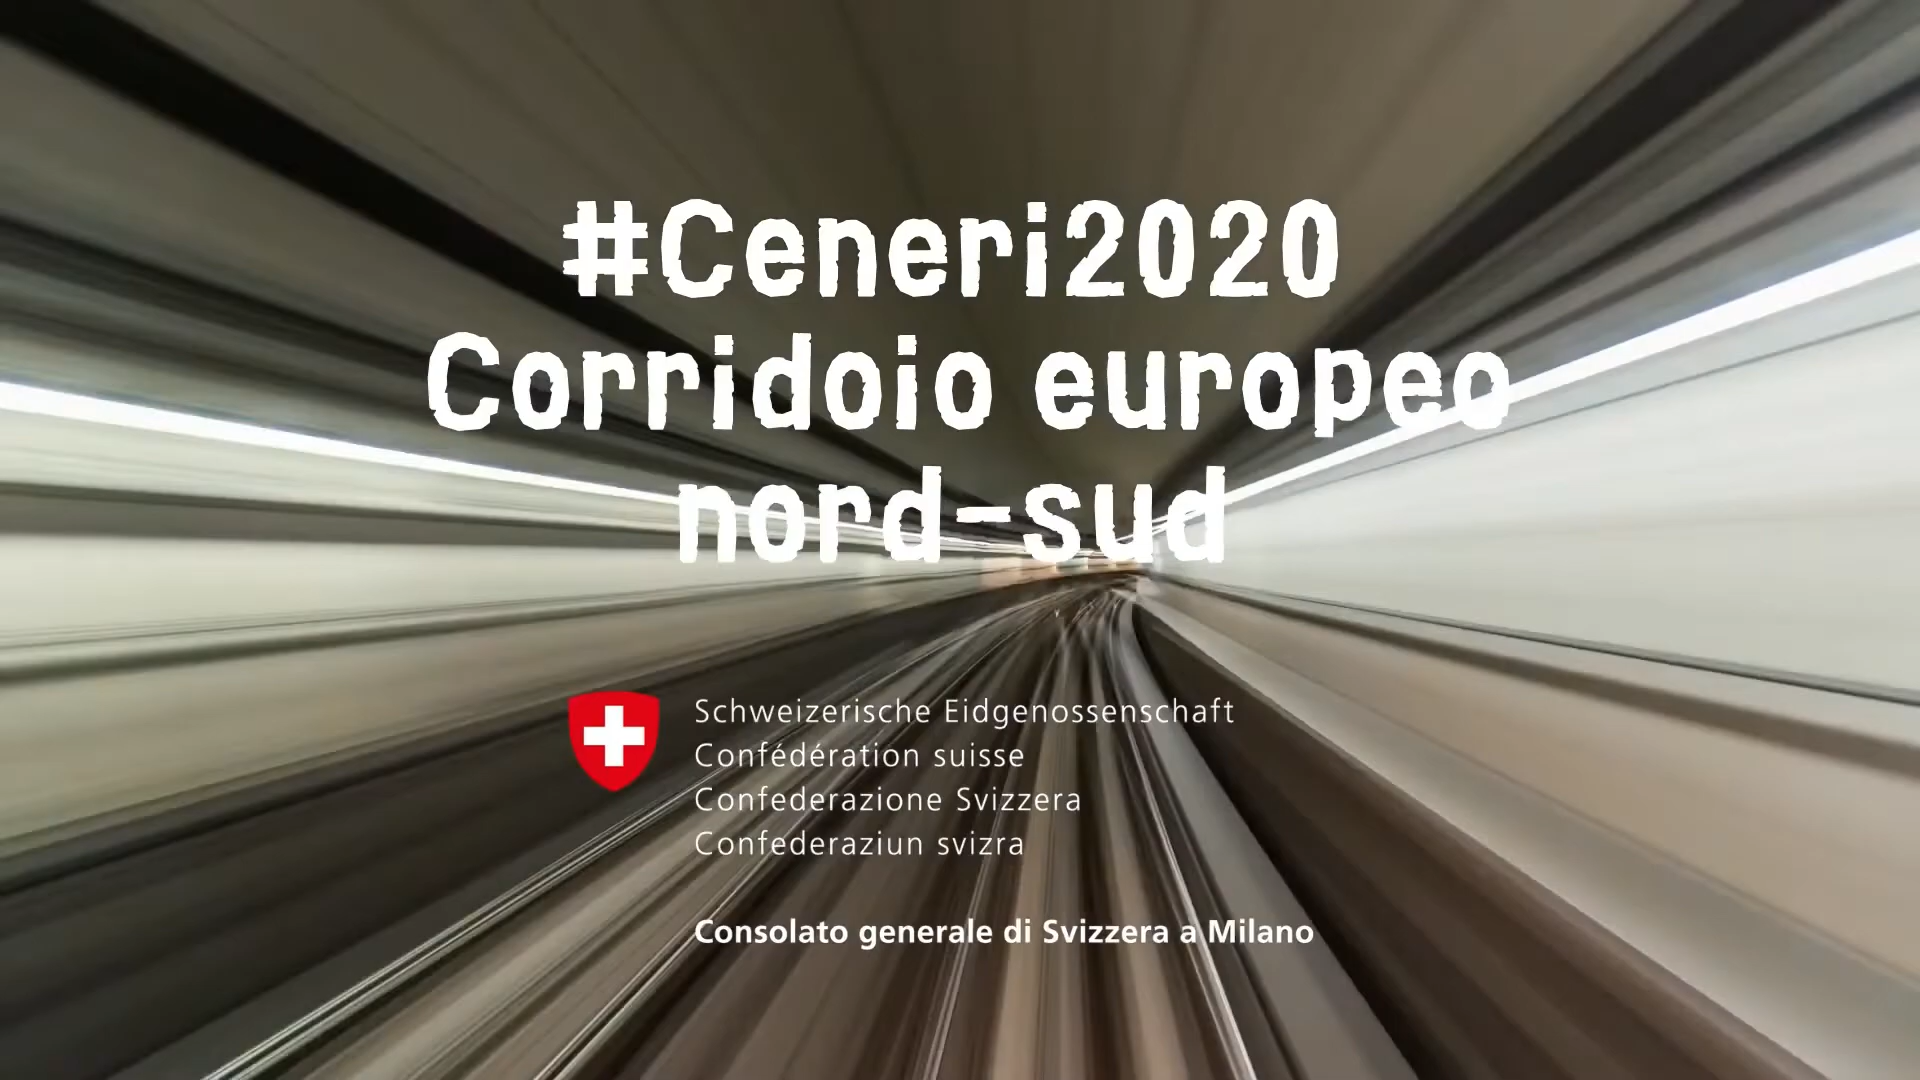 #Ceneri2020
Corridoio europeo
nord-sud
Schweizerische Eidgenossenschaft
Confédération suisse
Confederazione Svizzera
Confederaziun svizra
Consolato generale di Svizzera a Milano